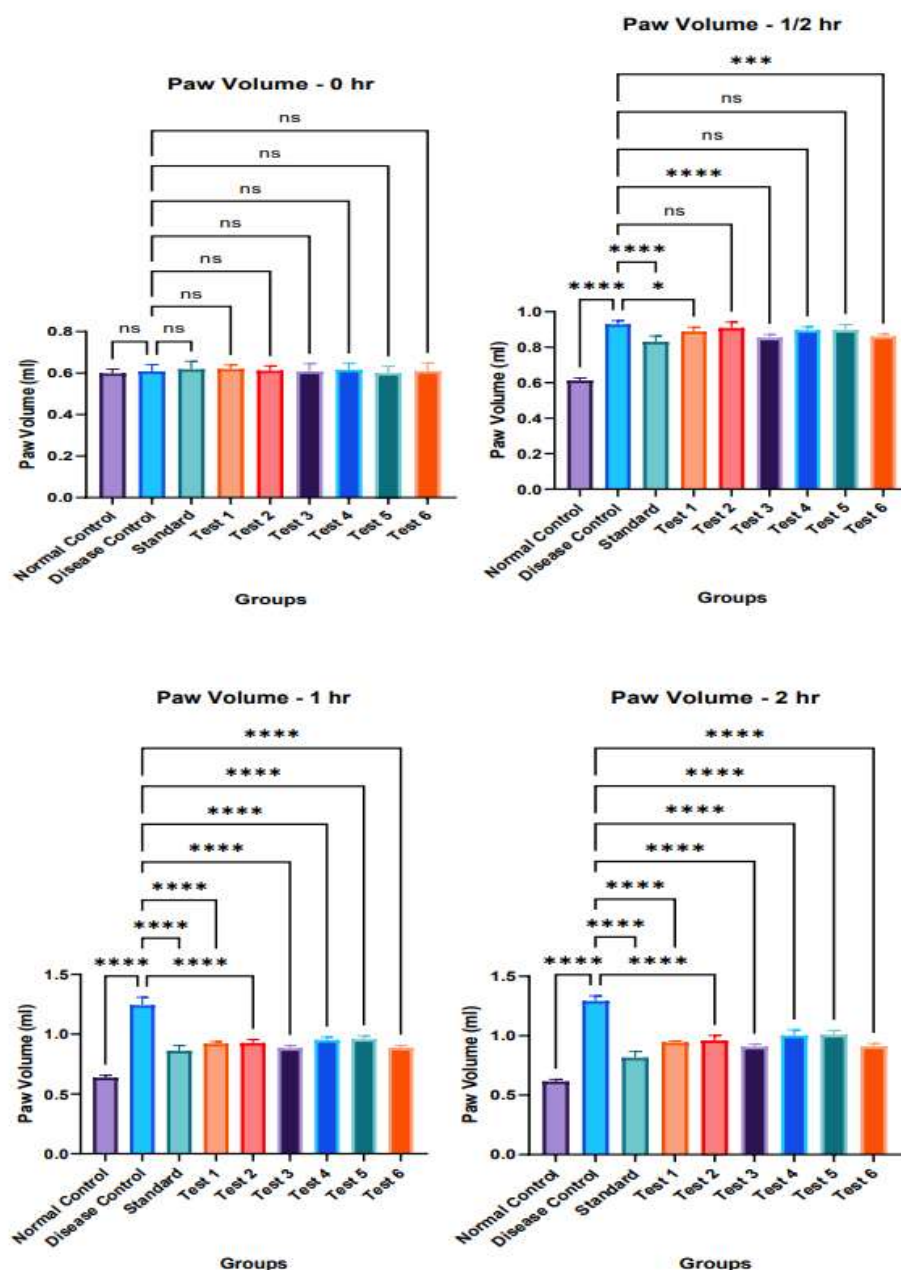 Paw Volume - 0 hr
ns
ns
ns
ns
ns
ns
ns ns
0.8
0.6
0.4
0.2
0.0
Paw Volume (ml)
Normal Control
Disease Control
Standard
Test 1
Test 2
Test 3
Test 4
Test 5
Test 6
Groups
Paw Volume - 1/2 hr
***
ns
ns
****
ns
****
**** *
1.0
0.8
0.6
0.4
0.2
0.0
Paw Volume (ml)
Normal Control
Disease Control
Standard
Test 1
Test 2
Test 3
Test 4
Test 5
Test 6
Groups
Paw Volume - 1 hr
****
****
****
****
****
****
**** ****
1.5
1.0
0.5
0.0
Paw Volume (ml)
Normal Control
Disease Control
Standard
Test 1
Test 2
Test 3
Test 4
Test 5
Test 6
Groups
Paw Volume - 2 hr
****
****
****
****
****
****
**** ****
1.5
1.0
0.5
0.0
Paw Volume (ml)
Normal Control
Disease Control
Standard
Test 1
Test 2
Test 3
Test 4
Test 5
Test 6
Groups